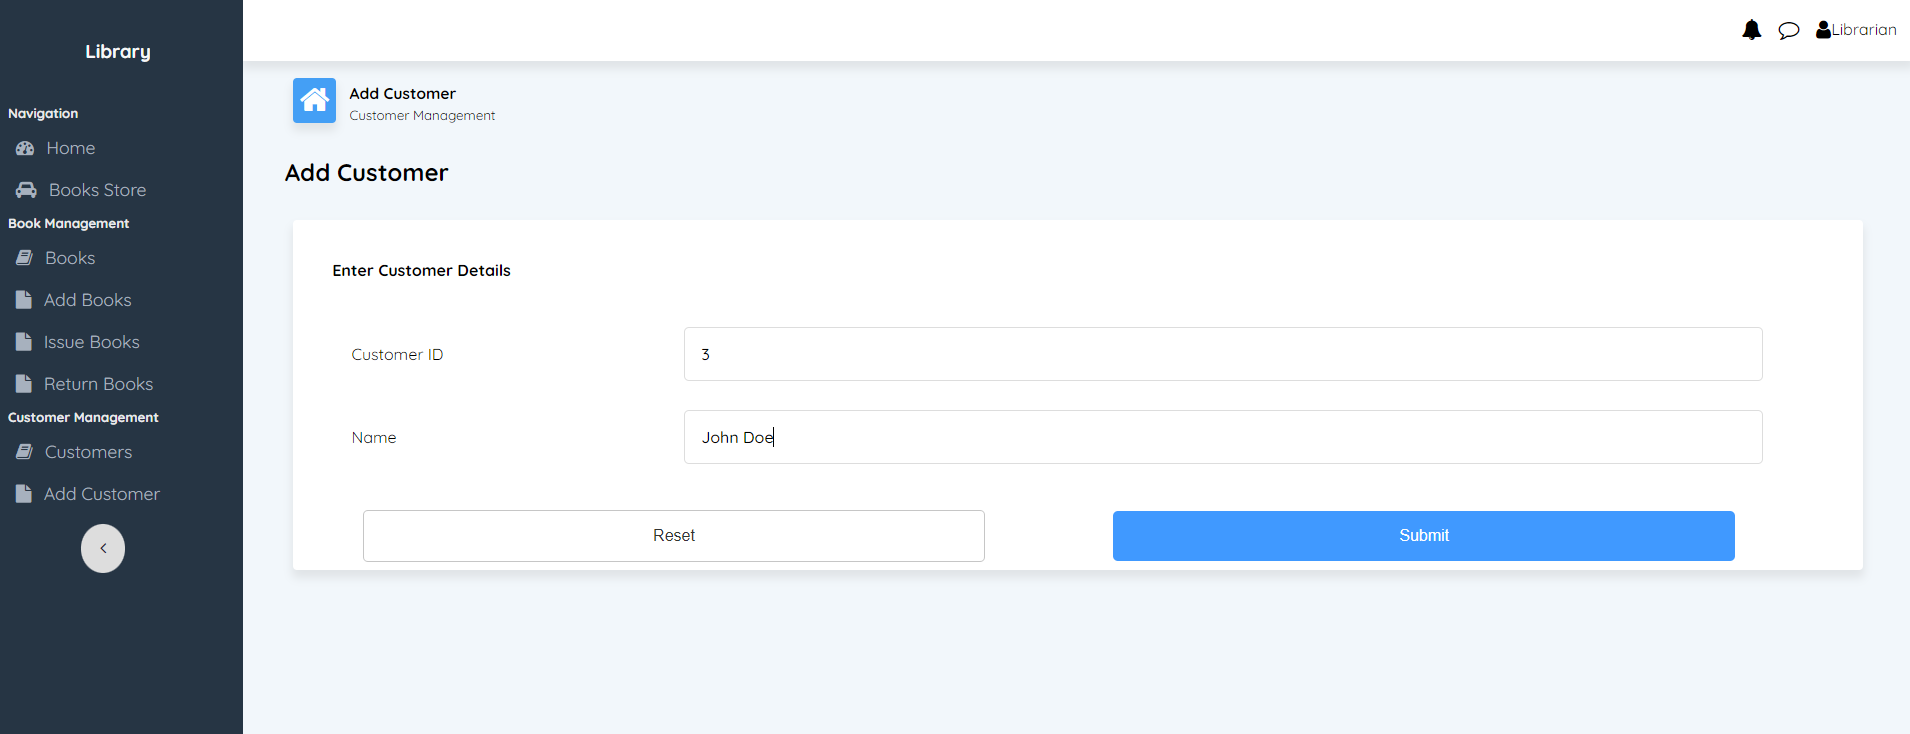 Library
Navigation
Home
Books Store
Book Management
Books
Add Books
Issue Books
Return Books
Customer Management
Customers
Add Customer
Librarian
Add Customer
Customer Management
Add Customer
Enter Customer Details
Customer ID 3
Name John Doe
Reset Submit